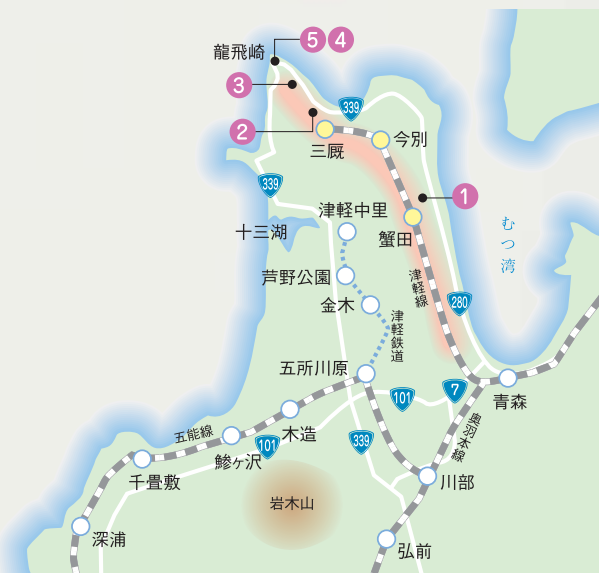 5 4
龍飛崎
3
339
2
今別
三厩
339
1
津軽中里
十三湖
蟹田
むつ湾
芦野公園
津軽線
金木
280
津軽鉄道
五所川原
7
101
青森
五能線
木造
奥羽本線
101
339
鰺ヶ沢
千畳敷
川部
岩木山
深浦
弘前